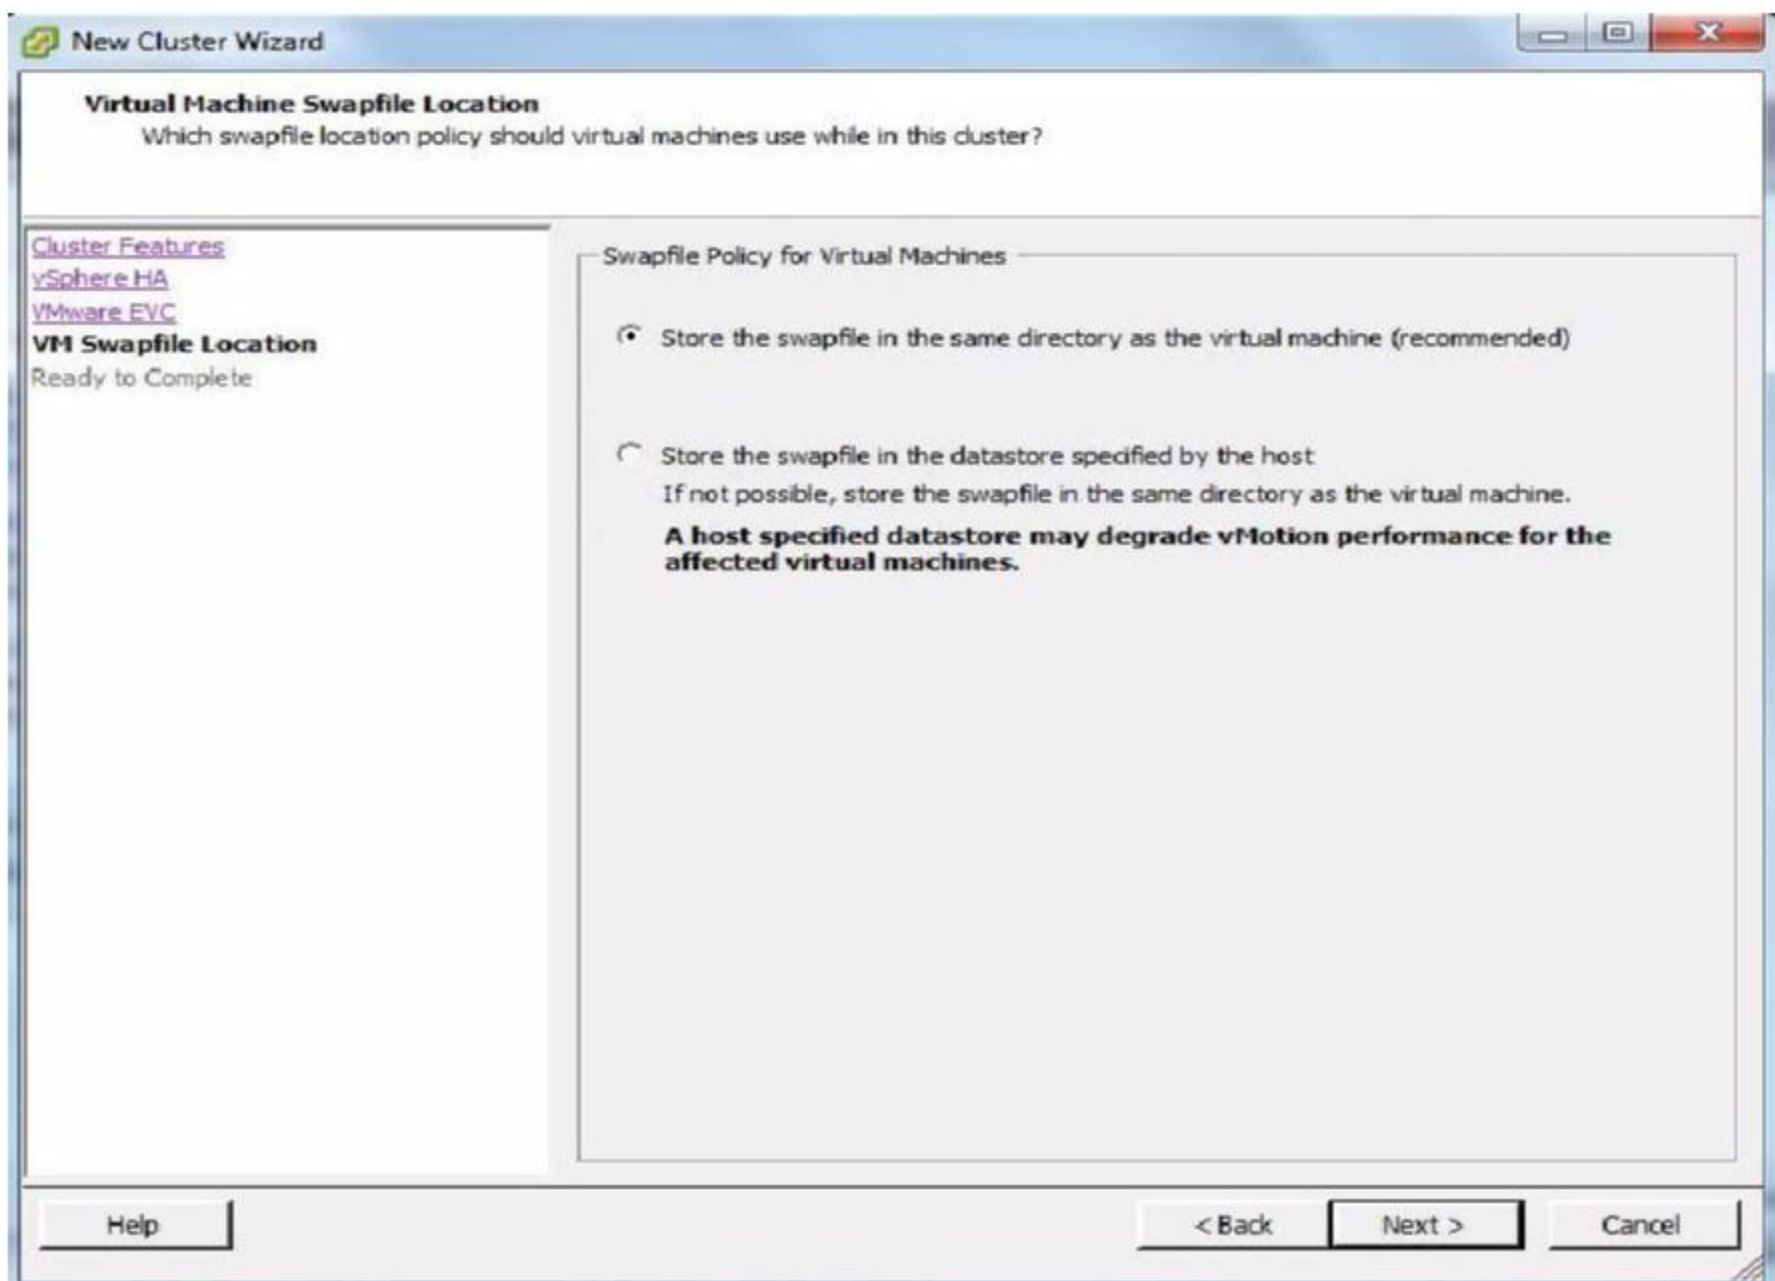 New Cluster Wizard
Virtual Machine Swapfile Location
Which swapfile location policy should virtual machines use while in this cluster?
Cluster Features
vSphere HA
VMware EVC
VM Swapfile Location
Ready to Complete
Swapfile Policy for Virtual Machines
Store the swapfile in the same directory as the virtual machine (recommended)
Store the swapfile in the datastore specified by the host
If not possible, store the swapfile in the same directory as the virtual machine.
A host specified datastore may degrade vMotion performance for the
affected virtual machines.
Help
< Back
Next >
Cancel